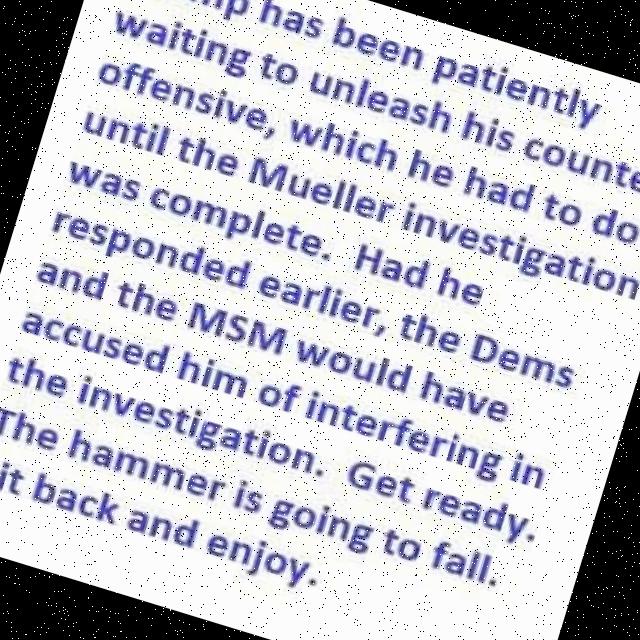 has been patiently
waiting to unleash his
offensive, which he had to do
until the Mueller investigation
was complete. Had he
responded earlier, the Dems
and the MSM would have
accused him of interfering in
the investigation. Get ready.
The hammer is going to fall.
it back and enjoy.